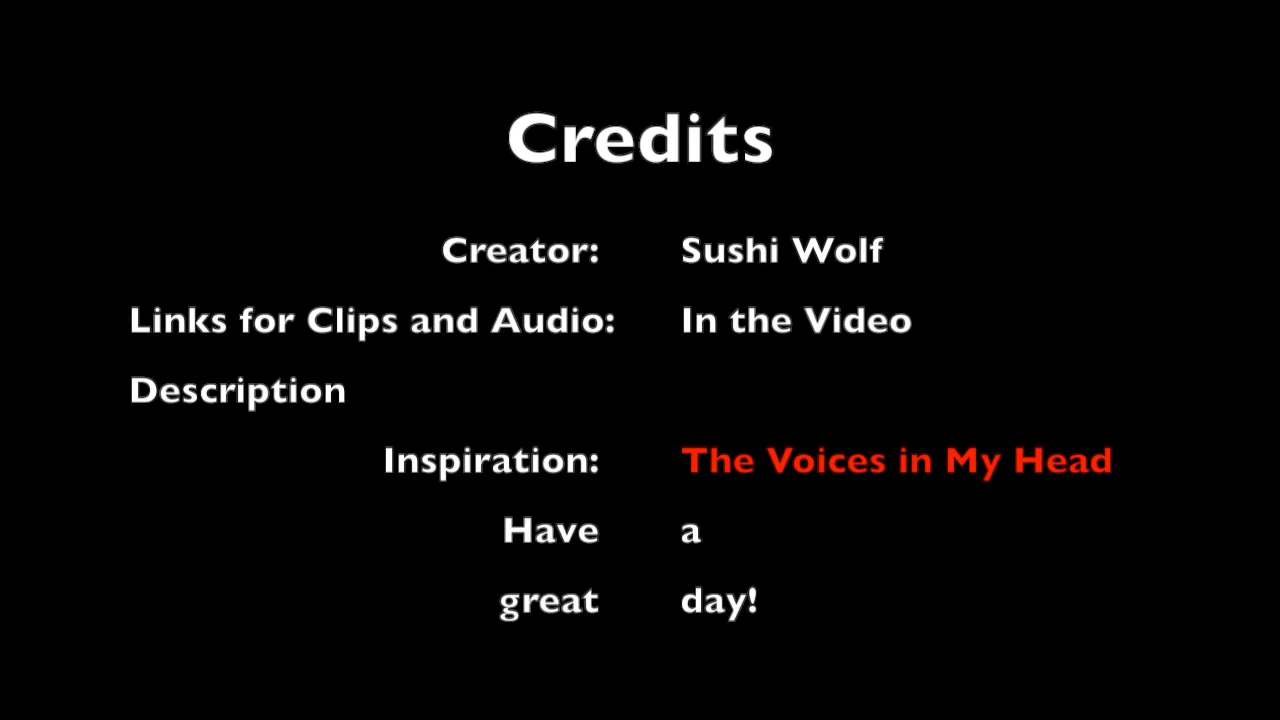 Credits
Creator: Sushi Wolf
Links for Clips and Audio: In the Video
Description
Inspiration: The Voices in My Head
Have a
great day!